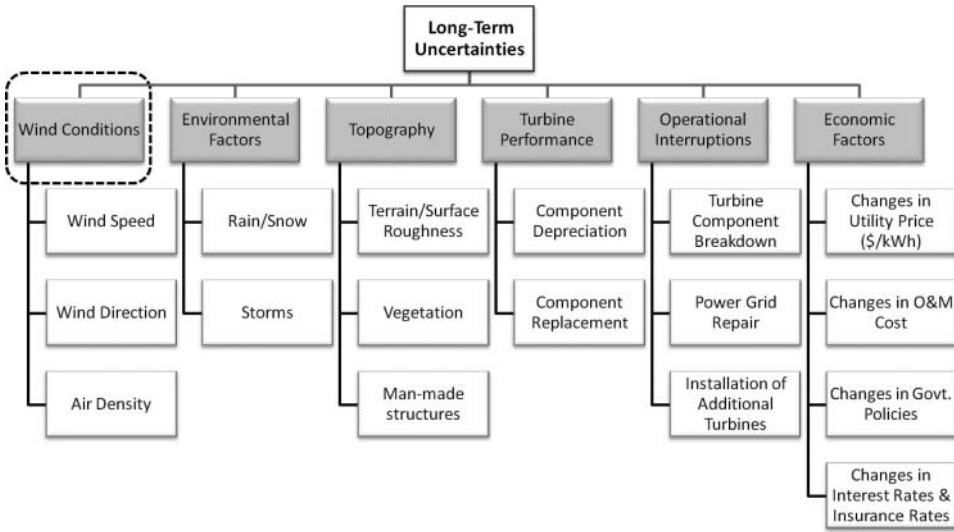 Long-Term
Uncertainties
Wind Conditions
Environmental
Factors
Topography
Turbine
Performance
Operational
Interruptions
Economic
Factors
Wind Speed
Wind Direction
Air Density
Rain/Snow
Storms
Terrain/Surface
Roughness
Vegetation
Man-made
structures
Component
Depreciation
Component
Replacement
Turbine
Component
Breakdown
Power Grid
Repair
Installation of
Additional
Turbines
Changes in
Utility Price
($/kWh)
Changes in O&M
Cost
Changes in Govt.
Policies
Changes in
Interest Rates &
Insurance Rates